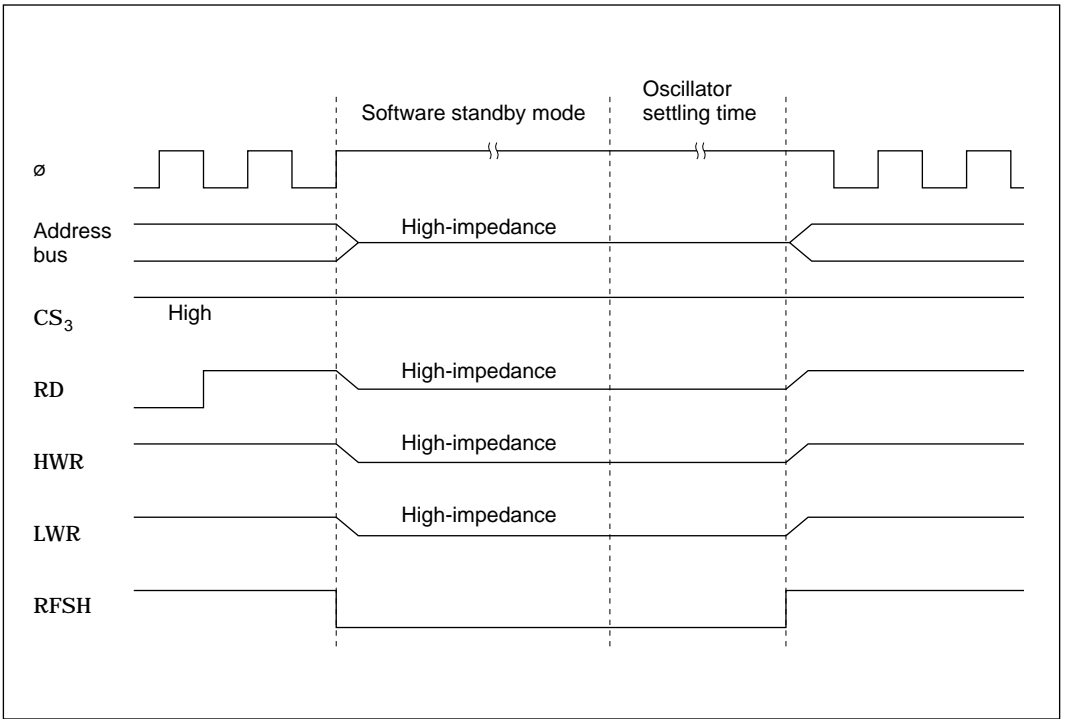 Software standby mode
Oscillator
settling time
ø
Address
bus
High-impedance
CS₃
High
RD
High-impedance
HWR
High-impedance
LWR
High-impedance
RFSH